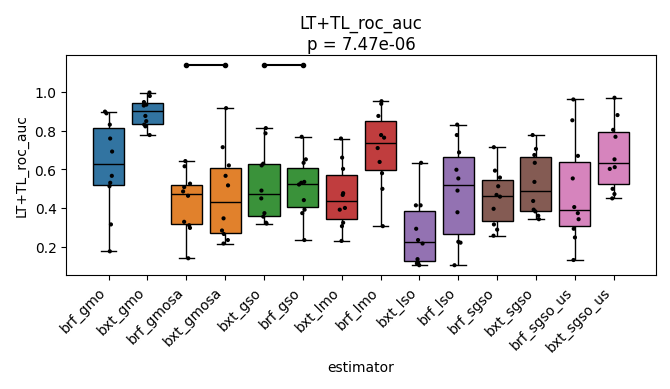 LT+TL_roc_auc
p = 7.47e-06
LT+TL_roc_auc
1.0
0.8
0.6
0.4
0.2
brf_gmo
bxt_gmo
brf_gmosa
bxt_gmosa
bxt_gso
brf_gso
bxt_lmo
brf_lmo
bxt_lso
brf_lso
brf_sgso
bxt_sgso
brf_sgso_us
bxt_sgso_us
estimator